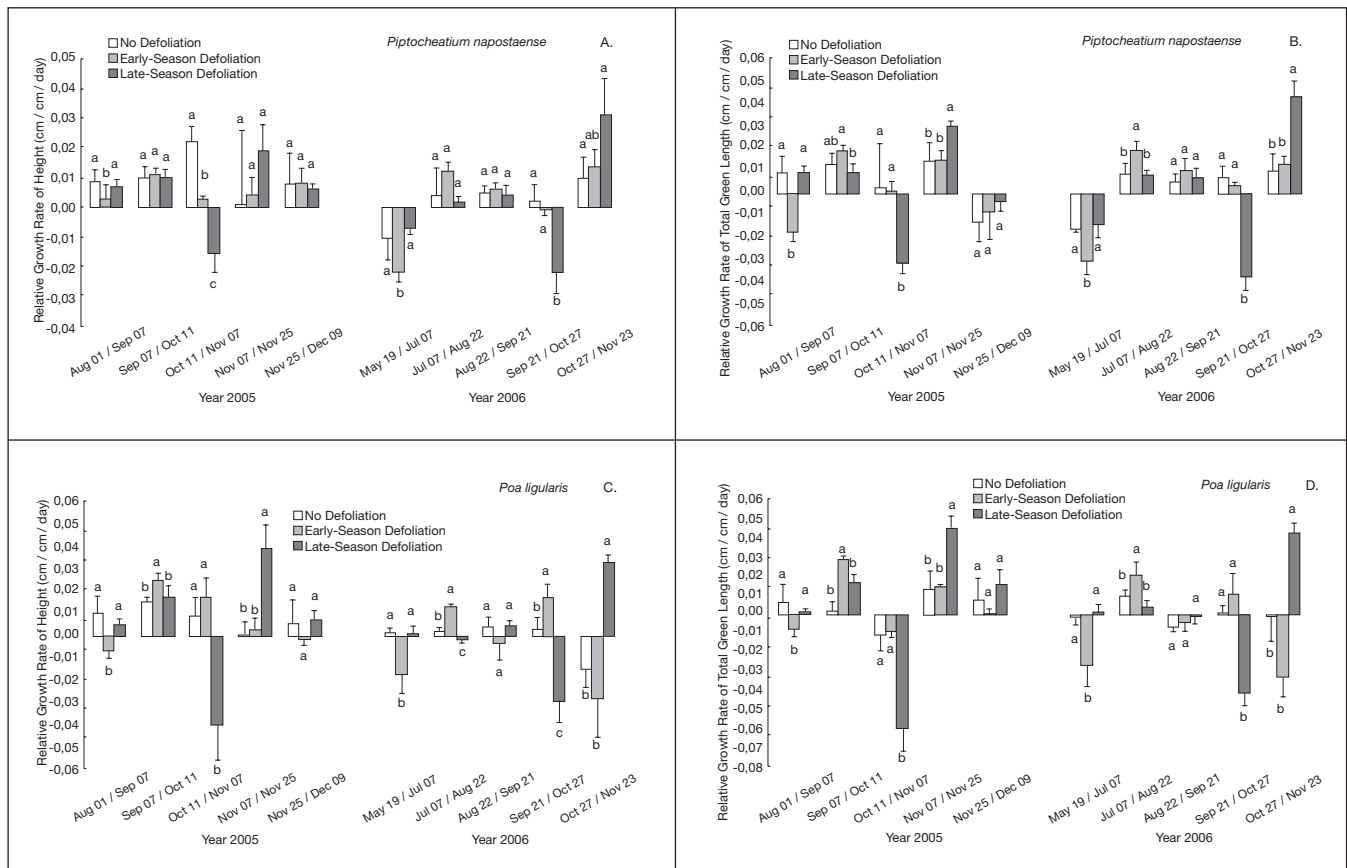 Piptocheatium napostaense A.
No Defoliation
Early-Season Defoliation
Late-Season Defoliation
Relative Growth Rate of Height (cm / cm / day)
0,05
0,04
0,03
0,02
0,01
0,00
-0,01
-0,02
-0,03
-0,04
a b a
a a a
a b c
a a a
a a a
a b a
a a a
a a a
a a b
a ab a
Aug 01 / Sep 07
Sep 07 / Oct 11
Oct 11 / Nov 07
Nov 07 / Nov 25
Nov 25 / Dec 09
May 19 / Jul 07
Jul 07 / Aug 22
Aug 22 / Sep 21
Sep 21 / Oct 27
Oct 27 / Nov 23
Year 2005
Year 2006
Piptocheatium napostaense B.
No Defoliation
Early-Season Defoliation
Late-Season Defoliation
Relative Growth Rate of Total Green Length (cm / cm / day)
0,06
0,05
0,04
0,03
0,02
0,01
0,00
-0,01
-0,02
-0,03
-0,04
-0,05
-0,06
a b a
ab a b
a a b
b b a
a a a
a b a
b a b
a a a
a a b
b b a
Aug 01 / Sep 07
Sep 07 / Oct 11
Oct 11 / Nov 07
Nov 07 / Nov 25
Nov 25 / Dec 09
May 19 / Jul 07
Jul 07 / Aug 22
Aug 22 / Sep 21
Sep 21 / Oct 27
Oct 27 / Nov 23
Year 2005
Year 2006
Poa ligularis C.
No Defoliation
Early-Season Defoliation
Late-Season Defoliation
Relative Growth Rate of Height (cm / cm / day)
0,06
0,05
0,04
0,03
0,02
0,01
0,00
-0,01
-0,02
-0,03
-0,04
-0,05
-0,06
a b a
b a b
a a b
b b a
a a a
a b a
b a c
a a a
b a c
b b a
Aug 01 / Sep 07
Sep 07 / Oct 11
Oct 11 / Nov 07
Nov 07 / Nov 25
Nov 25 / Dec 09
May 19 / Jul 07
Jul 07 / Aug 22
Aug 22 / Sep 21
Sep 21 / Oct 27
Oct 27 / Nov 23
Year 2005
Year 2006
Poa ligularis D.
No Defoliation
Early-Season Defoliation
Late-Season Defoliation
Relative Growth Rate of Total Green Length (cm / cm / day)
0,06
0,05
0,04
0,03
0,02
0,01
0,00
-0,01
-0,02
-0,03
-0,04
-0,05
-0,06
-0,07
-0,08
a b a
b a b
a a b
b b a
a a a
a b a
b a b
a a a
a a b
b b a
Aug 01 / Sep 07
Sep 07 / Oct 11
Oct 11 / Nov 07
Nov 07 / Nov 25
Nov 25 / Dec 09
May 19 / Jul 07
Jul 07 / Aug 22
Aug 22 / Sep 21
Sep 21 / Oct 27
Oct 27 / Nov 23
Year 2005
Year 2006